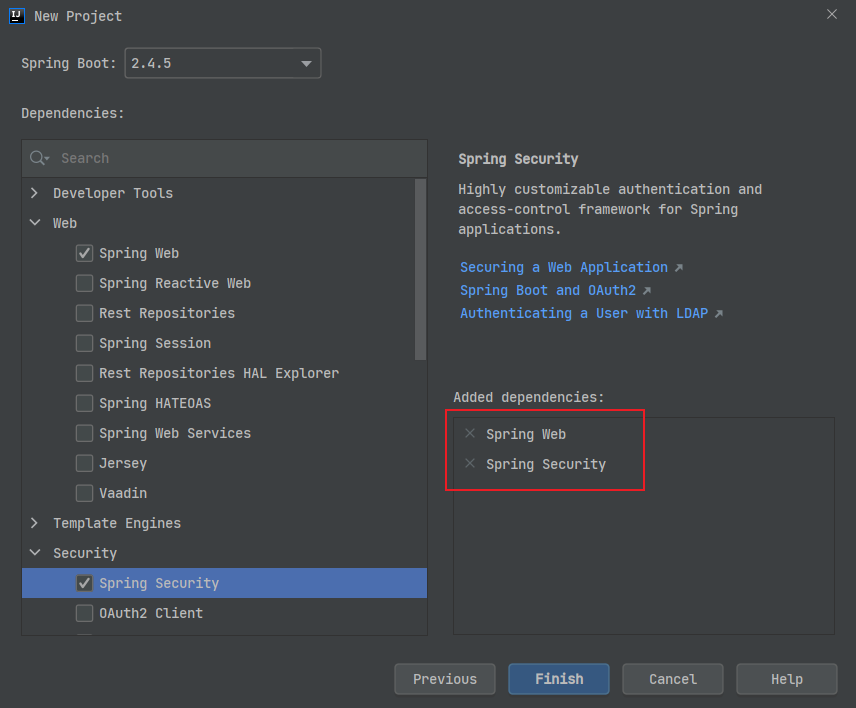 New Project
Spring Boot: 2.4.5
Dependencies:
Search
Developer Tools
Web
Spring Web
Spring Reactive Web
Rest Repositories
Spring Session
Rest Repositories HAL Explorer
Spring HATEOAS
Spring Web Services
Jersey
Vaadin
Template Engines
Security
Spring Security
OAuth2 Client
Spring Security
Highly customizable authentication and
access-control framework for Spring
applications.
Securing a Web Application
Spring Boot and OAuth2
Authenticating a User with LDAP
Added dependencies:
Spring Web
Spring Security
Previous
Finish
Cancel
Help